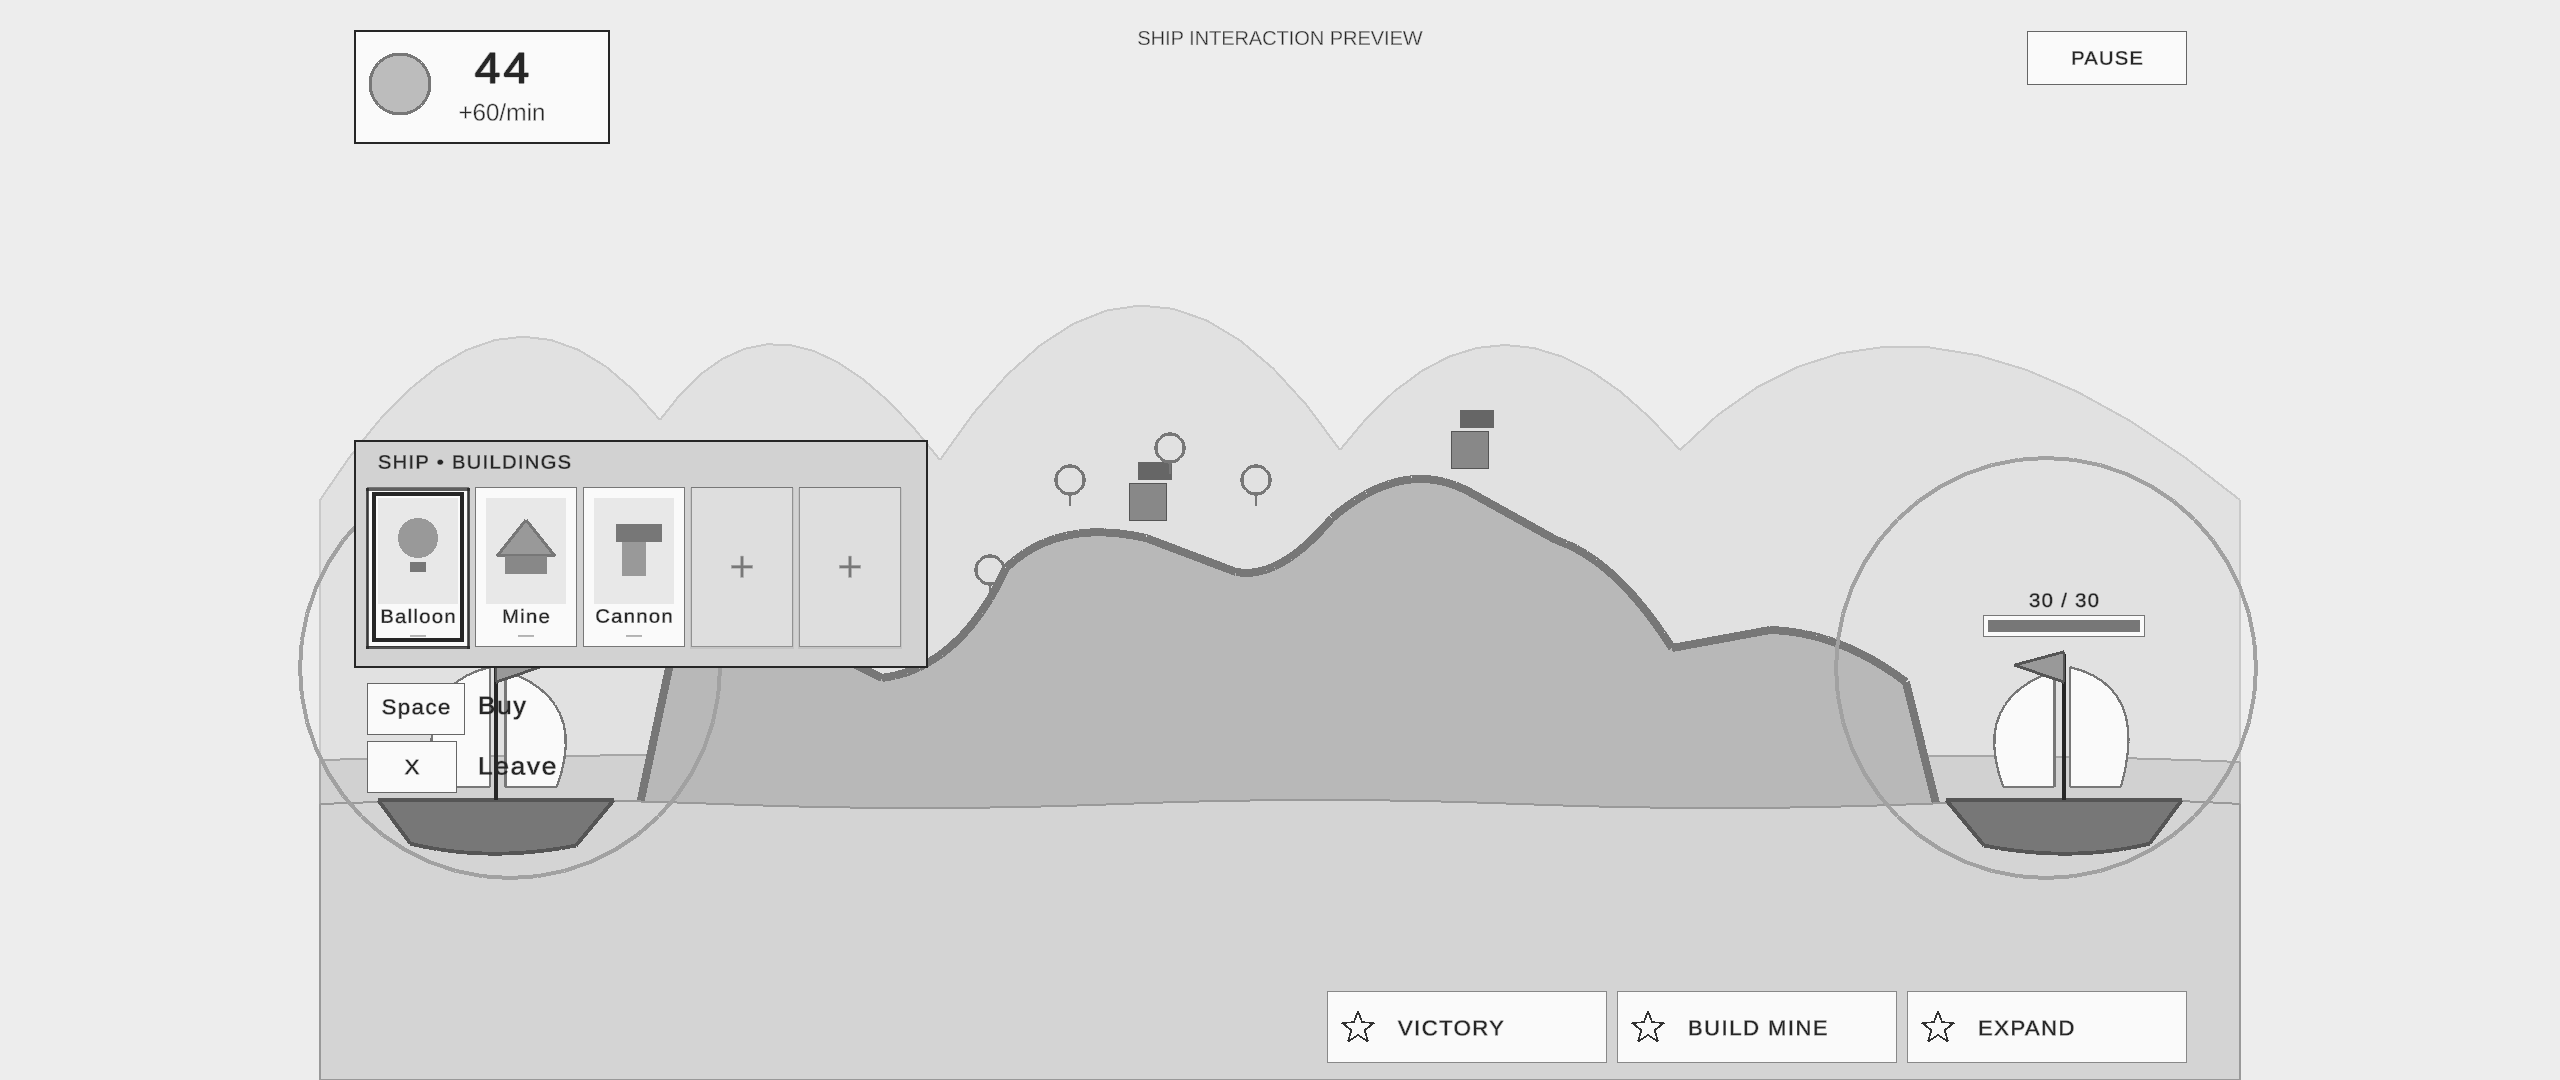 SHIP INTERACTION PREVIEW
44
+60/min
PAUSE
SHIP • BUILDINGS
Balloon
Mine
Cannon
+
+
Space Buy
X Leave
30 / 30
VICTORY
BUILD MINE
EXPAND